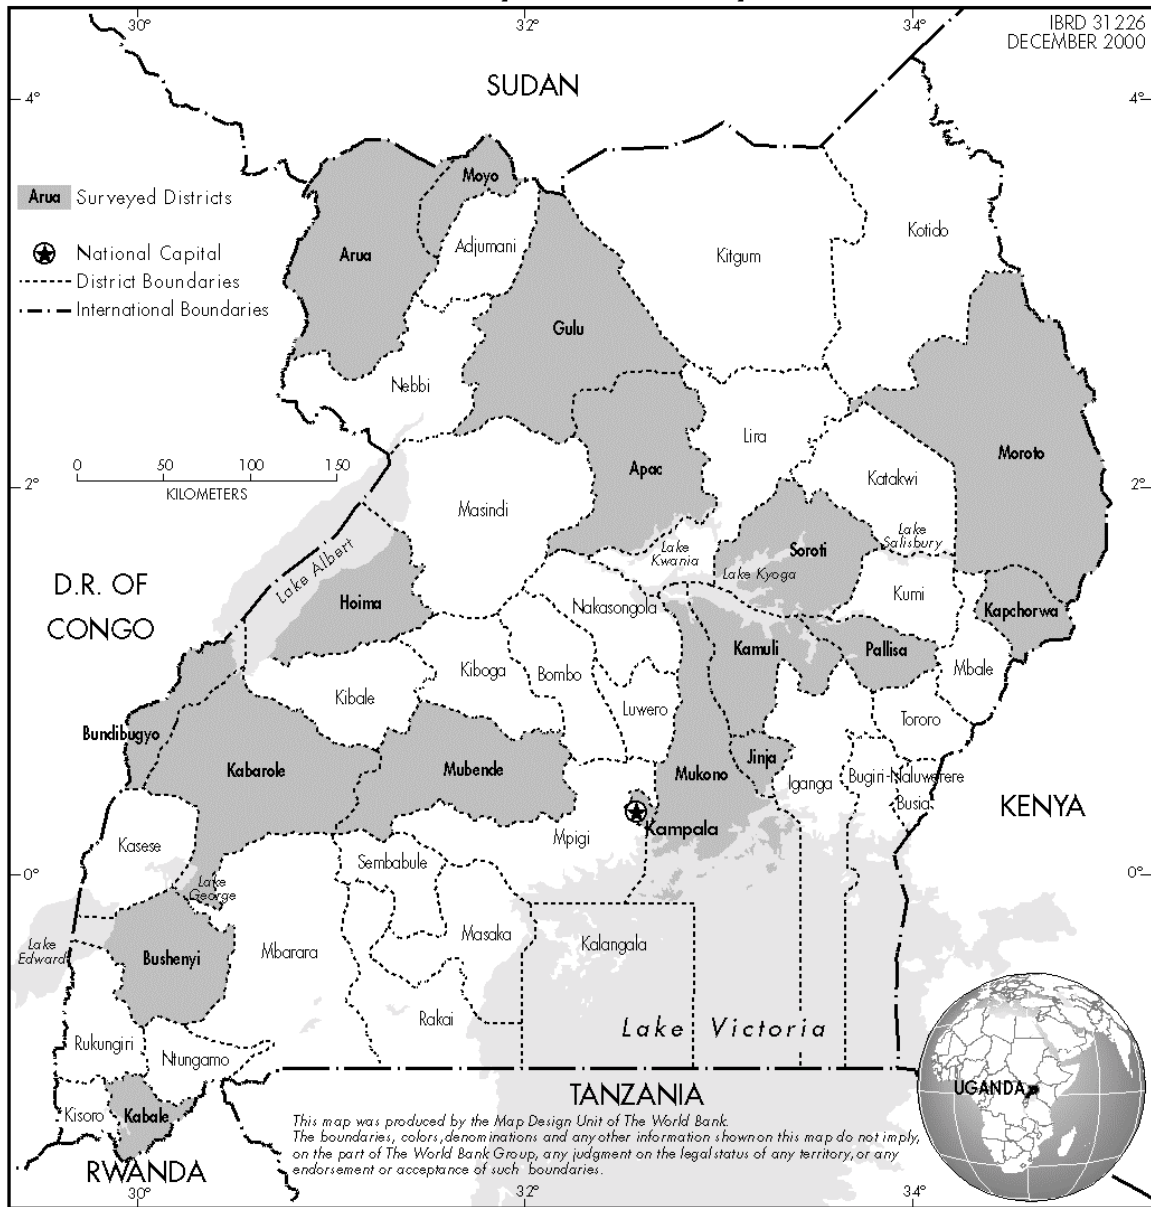 30°
32°
34°
IBRD 31226
DECEMBER 2000
SUDAN
4°
4°
Moyo
Arua Surveyed Districts
Kotido
Adjumani
National Capital
Arua
Kitgum
District Boundaries
International Boundaries
Gulu
Nebbi
Lira
Moroto
0 50 100 150
KILOMETERS
Apac
Katakwi
2°
2°
Masindi
Lake
Salisbury
Lake
Kwania
Soroti
Lake Albert
Lake Kyoga
D.R. OF
CONGO
Hoima
Nakasongola
Kumi
Kapchorwa
Kamuli
Pallisa
Kiboga
Bombo
Mbale
Kibale
Luwero
Tororo
Bundibugyo
Kabarole
Mubende
Mukono
Jinja
Iganga
Bugiri-Naluwerere
Busia
KENYA
Kampala
Mpigi
Kasese
Sembabule
0°
0°
Lake
George
Masaka
Kalangala
Lake
Edward
Bushenyi
Mbarara
Rakai
Lake Victoria
Rukungiri
Ntungamo
UGANDA
TANZANIA
Kisoro
Kabale
This map was produced by the Map Design Unit of The World Bank.
The boundaries, colors, denominations and any other information shown on this map do not imply,
on the part of The World Bank Group, any judgment on the legal status of any territory, or any
endorsement or acceptance of such boundaries.
RWANDA
30°
32°
34°